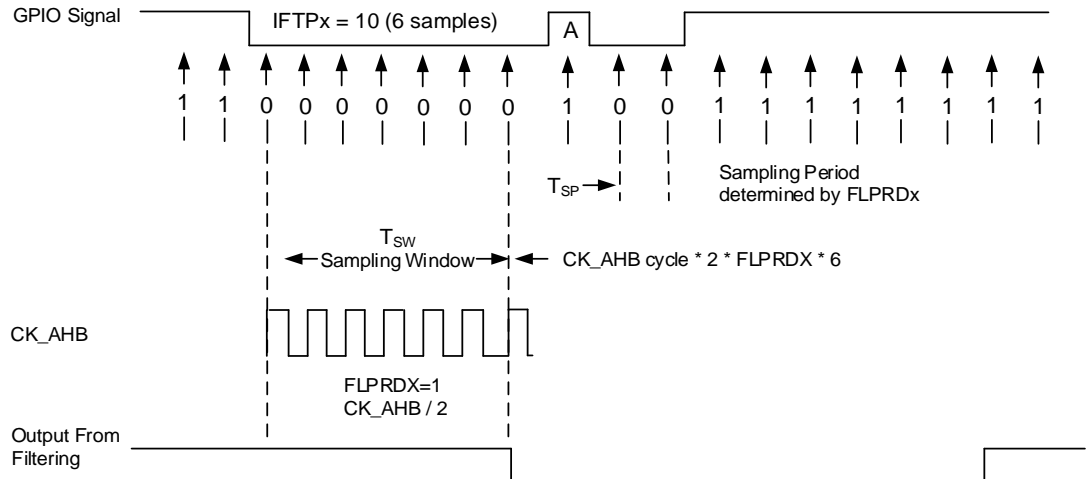 GPIO Signal
IFTPx = 10 (6 samples)
A
1 1 0 0 0 0 0 0 0 1 0 0 1 1 1 1 1 1 1 1
Sampling Period
determined by FLPRDx
TSP
TSW
Sampling Window
CK_AHB cycle * 2 * FLPRDX * 6
CK_AHB
FLPRDX=1
CK_AHB / 2
Output From
Filtering